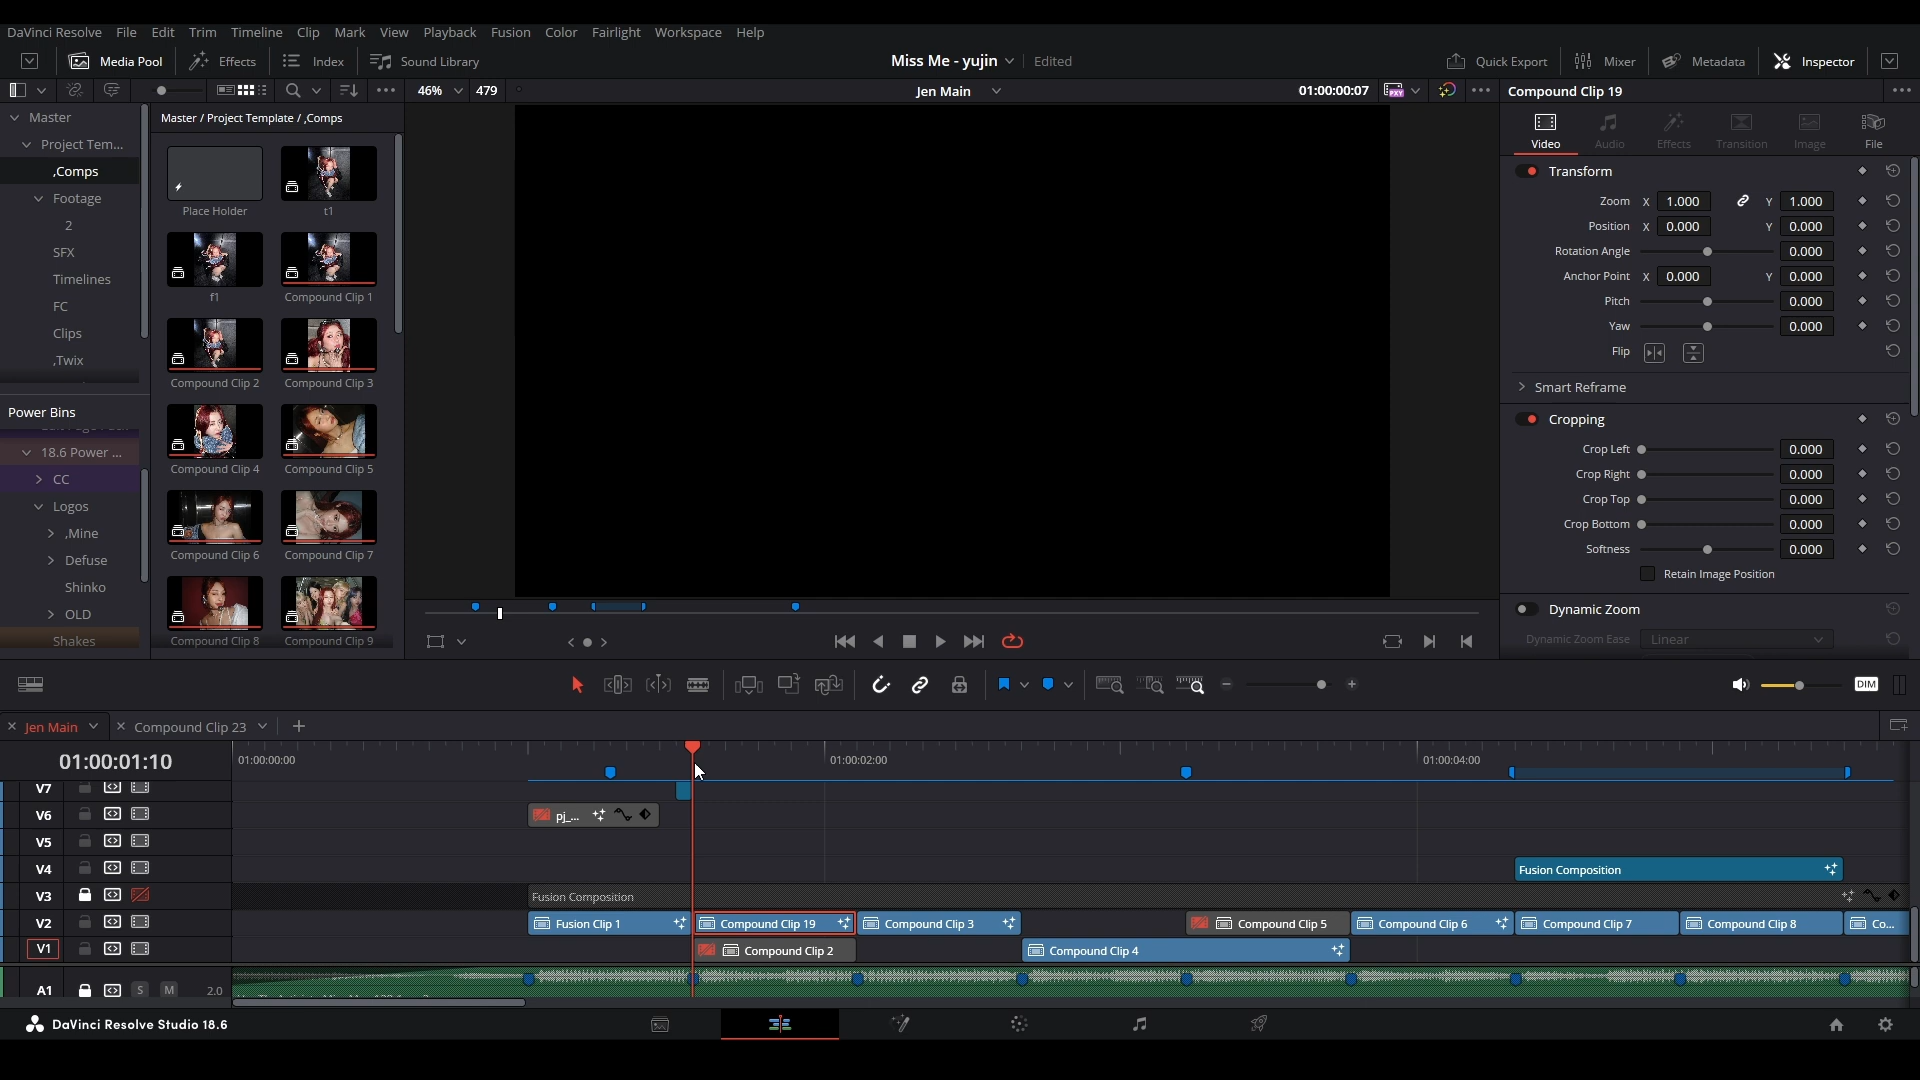 DaVinci Resolve File Edit Trim Timeline Clip Mark View Playback Fusion Color Fairlight Workspace Help
Media Pool Effects Index Sound Library Miss Me - yujin Edited Quick Export Mixer Metadata Inspector
46% 479 Jen Main 01:00:00:07 PXY Compound Clip 19
Master
Project Tem...
,Comps
Footage
2
SFX
Timelines
FC
Clips
,Twix
Power Bins
18.6 Power ...
CC
Logos
,Mine
Defuse
Shinko
OLD
Shakes
Master / Project Template / ,Comps
Place Holder t1
f1 Compound Clip 1
Compound Clip 2 Compound Clip 3
Compound Clip 4 Compound Clip 5
Compound Clip 6 Compound Clip 7
Compound Clip 8 Compound Clip 9
Video Audio Effects Transition Image File
Transform
Zoom X 1.000 Y 1.000
Position X 0.000 Y 0.000
Rotation Angle 0.000
Anchor Point X 0.000 Y 0.000
Pitch 0.000
Yaw 0.000
Flip
Smart Reframe
Cropping
Crop Left 0.000
Crop Right 0.000
Crop Top 0.000
Crop Bottom 0.000
Softness 0.000
Retain Image Position
Dynamic Zoom
Dynamic Zoom Ease Linear
DIM
Jen Main Compound Clip 23
01:00:01:10 01:00:00:00 01:00:02:00 01:00:04:00
V7
V6 pj_...
V5
V4 Fusion Composition
V3 Fusion Composition
V2 Fusion Clip 1 Compound Clip 19 Compound Clip 3 Compound Clip 5 Compound Clip 6 Compound Clip 7 Compound Clip 8 Co...
V1 Compound Clip 2 Compound Clip 4
A1 S M 2.0
DaVinci Resolve Studio 18.6